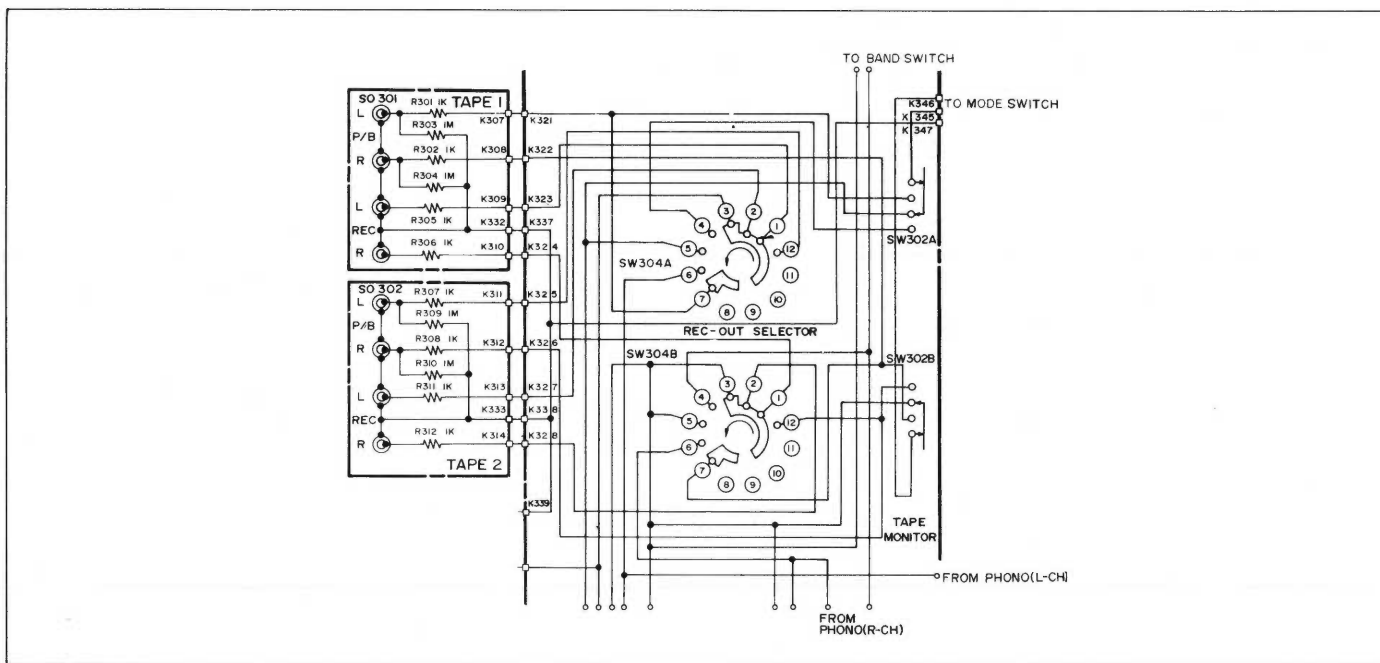 TO BAND SWITCH
SO 301
TAPE 1
L
R301 1K
K307
K321
R303 1M
P/B
R302 1K
K308
K322
R
R304 1M
K309
K323
L
R305 1K
K332
K337
REC
R306 1K
K310
K324
R
SO 302
L
R307 1K
K311
K325
R309 1M
P/B
R308 1K
K312
K326
R
R310 1M
R311 1K
K313
K327
L
REC
K333
K338
R312 1K
K314
K328
R
TAPE 2
K339
K346
TO MODE SWITCH
K 345
K 347
3
2
1
4
12
5
SW304A
SW302A
6
11
7
10
8
9
REC-OUT SELECTOR
SW304B
SW302B
3
2
1
4
12
5
6
11
7
10
8
9
TAPE
MONITOR
FROM PHONO(L-CH)
FROM
PHONO(R-CH)